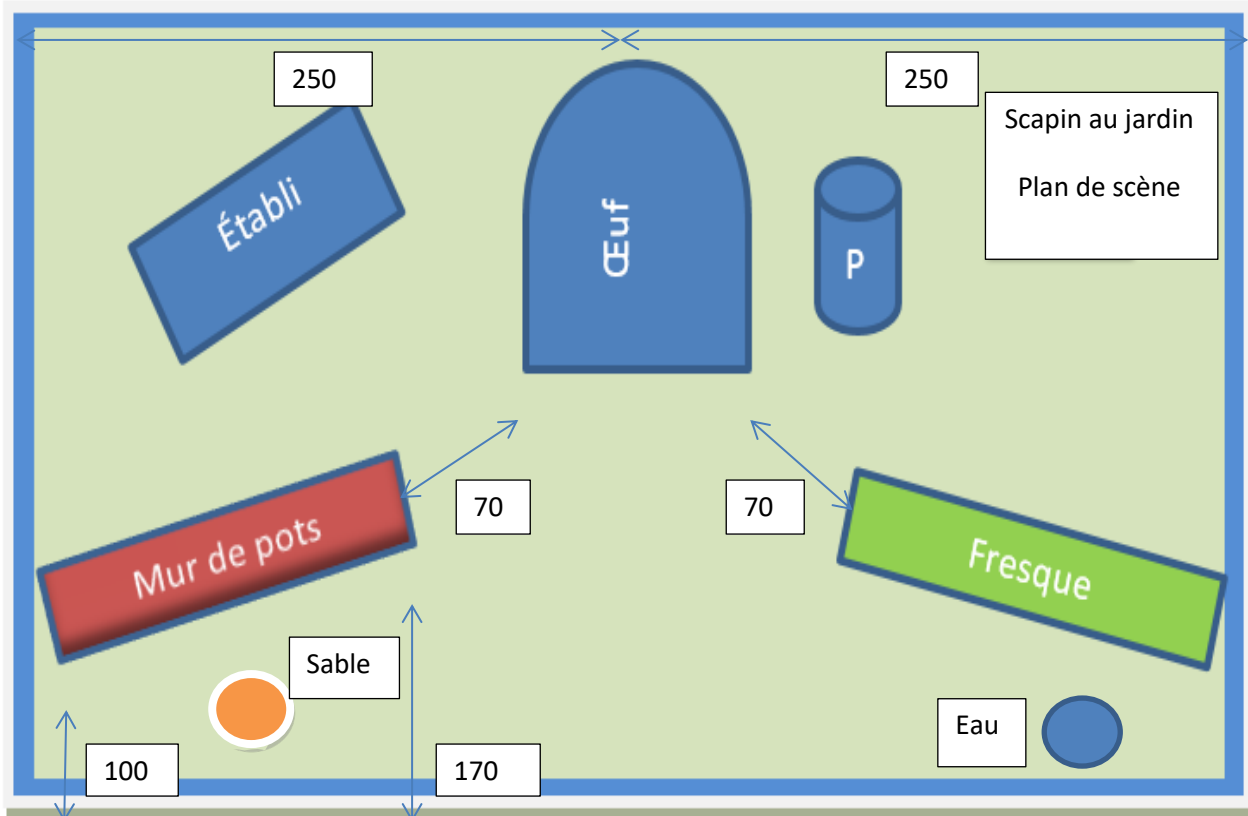 250
250
Scapin au jardin
Plan de scène
Établi
Œuf
P
70
70
Mur de pots
Fresque
Sable
Eau
100
170